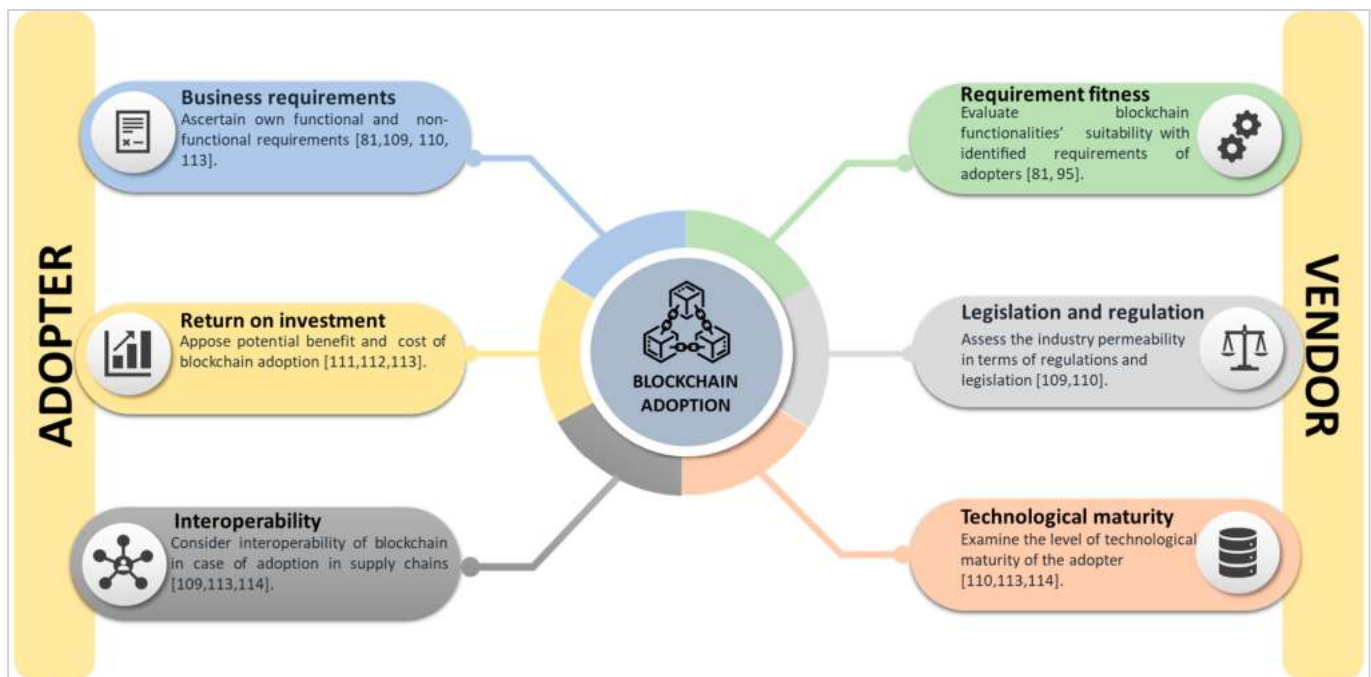 ADOPTER
Business requirements
Ascertain own functional and non-
functional requirements [81,109, 110,
113].
Return on investment
Appose potential benefit and cost of
blockchain adoption [111,112,113].
Interoperability
Consider interoperability of blockchain
in case of adoption in supply chains
[109,113,114].
BLOCKCHAIN
ADOPTION
Requirement fitness
Evaluate blockchain
functionalities’ suitability with
identified requirements of
adopters [81, 95].
Legislation and regulation
Assess the industry permeability
in terms of regulations and
legislation [109,110].
Technological maturity
Examine the level of technological
maturity of the adopter
[110,113,114].
VENDOR